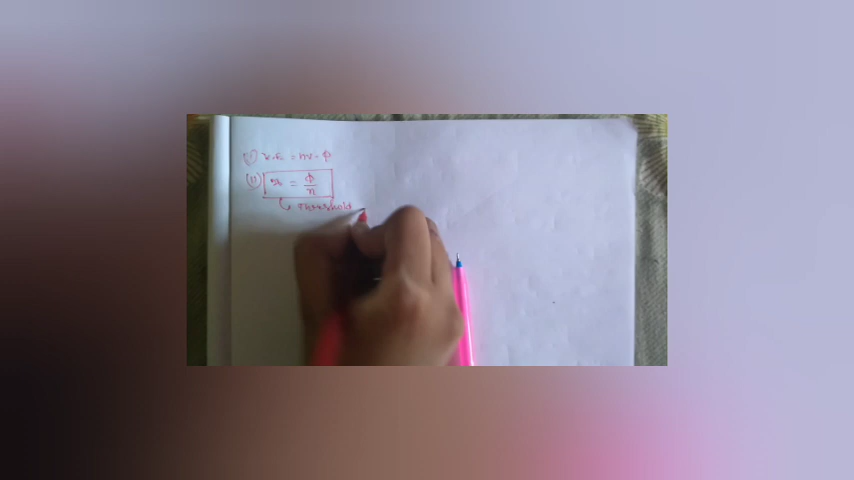 (i) K.E = hν - φ
(ii) ν₀ = φ/h
↳ Threshold